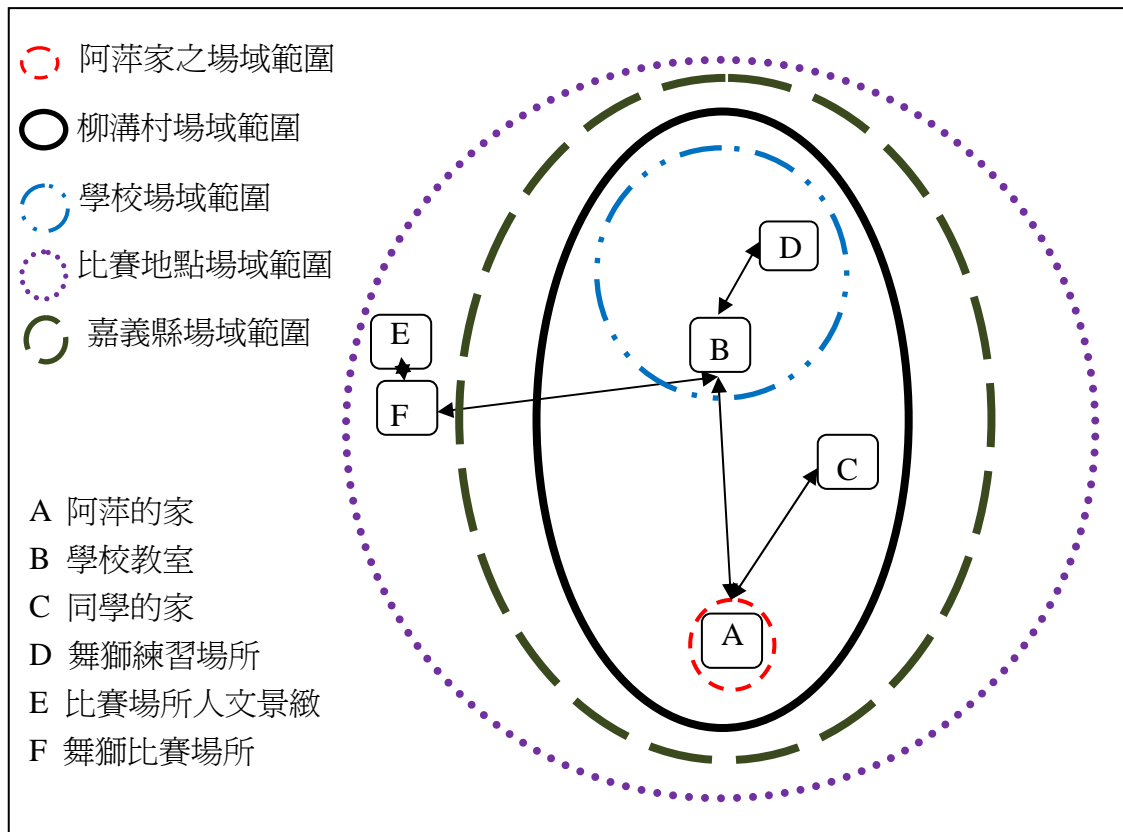 阿萍家之場域範圍
柳溝村場域範圍
學校場域範圍
比賽地點場域範圍
嘉義縣場域範圍
A 阿萍的家
B 學校教室
C 同學的家
D 舞獅練習場所
E 比賽場所人文景緻
F 舞獅比賽場所
D
B
E
F
C
A